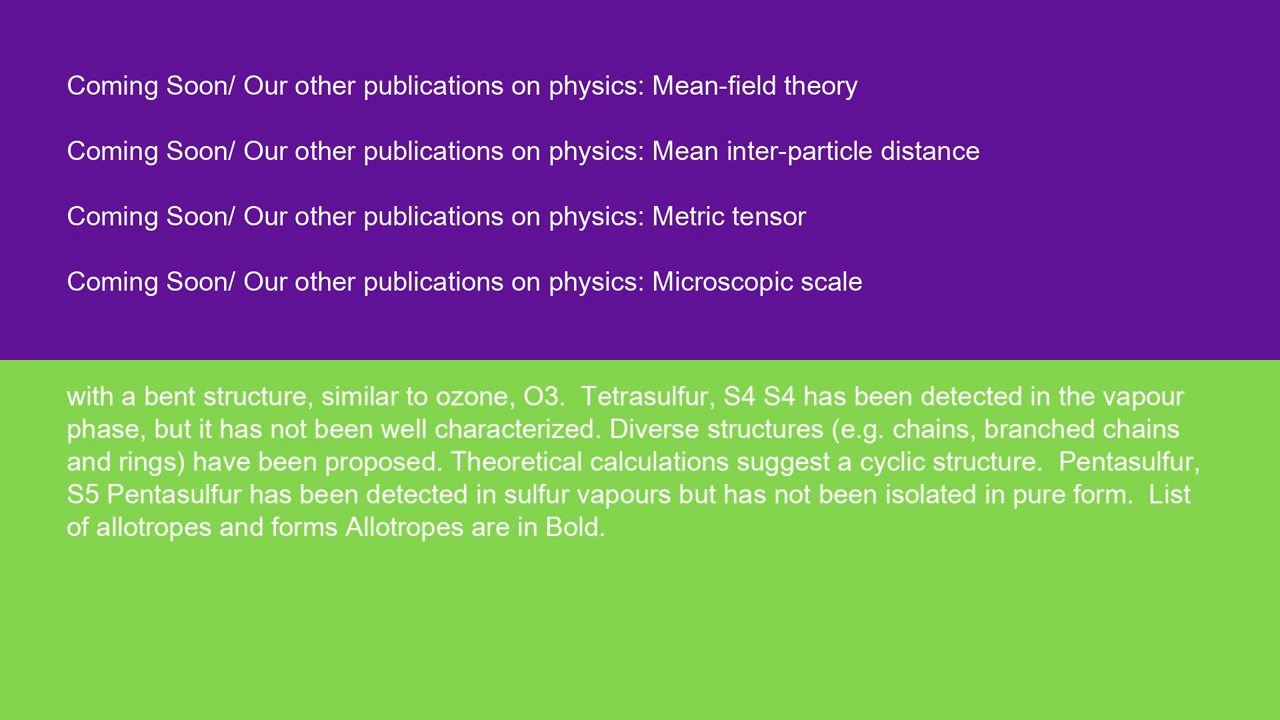 Coming Soon/ Our other publications on physics: Mean-field theory
Coming Soon/ Our other publications on physics: Mean inter-particle distance
Coming Soon/ Our other publications on physics: Metric tensor
Coming Soon/ Our other publications on physics: Microscopic scale
with a bent structure, similar to ozone, O3.  Tetrasulfur, S4 S4 has been detected in the vapour
phase, but it has not been well characterized. Diverse structures (e.g. chains, branched chains
and rings) have been proposed. Theoretical calculations suggest a cyclic structure.  Pentasulfur,
S5 Pentasulfur has been detected in sulfur vapours but has not been isolated in pure form.  List
of allotropes and forms Allotropes are in Bold.